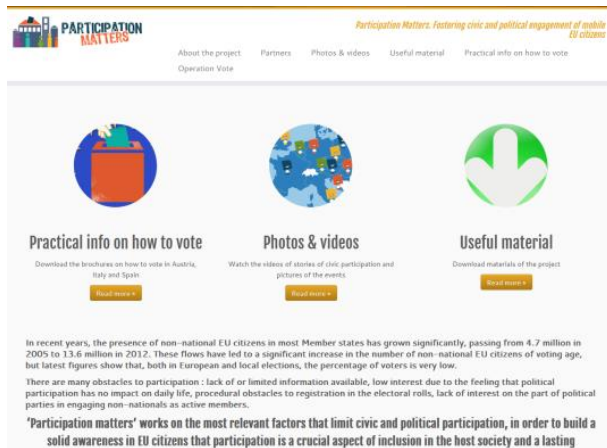 PARTICIPATION
MATTERS
Participation Matters. Fostering civic and political engagement of mobile
EU citizens
About the project Partners Photos & videos Useful material Practical info on how to vote
Operation Vote
Practical info on how to vote
Photos & videos
Useful material
Download the brochures on how to vote in Austria,
Italy and Spain
Watch the videos of stories of civic participation and
pictures of the events
Download materials of the project
Read more »
Read more »
Read more »
In recent years, the presence of non-national EU citizens in most Member states has grown significantly, passing from 4.7 million in
2005 to 13.6 million in 2012. These flows have led to a significant increase in the number of non-national EU citizens of voting age,
but latest figures show that, both in European and local elections, the percentage of voters is very low.
There are many obstacles to participation : lack of or limited information available, low interest due to the feeling that political
participation has no impact on daily life, procedural obstacles to registration in the electoral rolls, lack of interest on the part of political
parties in engaging non-nationals as active members.
'Participation matters' works on the most relevant factors that limit civic and political participation, in order to build a
solid awareness in EU citizens that participation is a crucial aspect of inclusion in the host society and a lasting